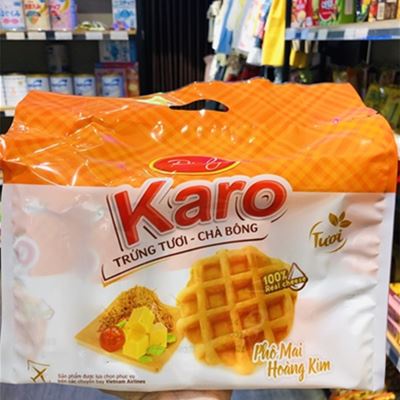 Karo
TRỨNG TƯƠI - CHÀ BÔNG
Tươi
100%
Real cheese
Phô Mai
Hoàng Kim
Sản phẩm được lựa chọn phục vụ
trên các chuyến bay Vietnam Airlines